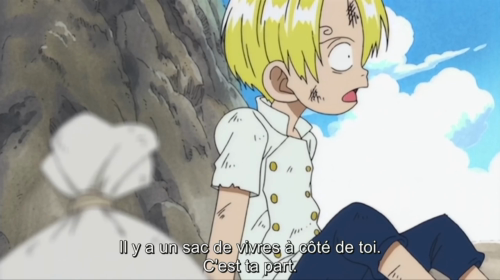 Il y a un sac de vivres à côté de toi.
C'est ta part.